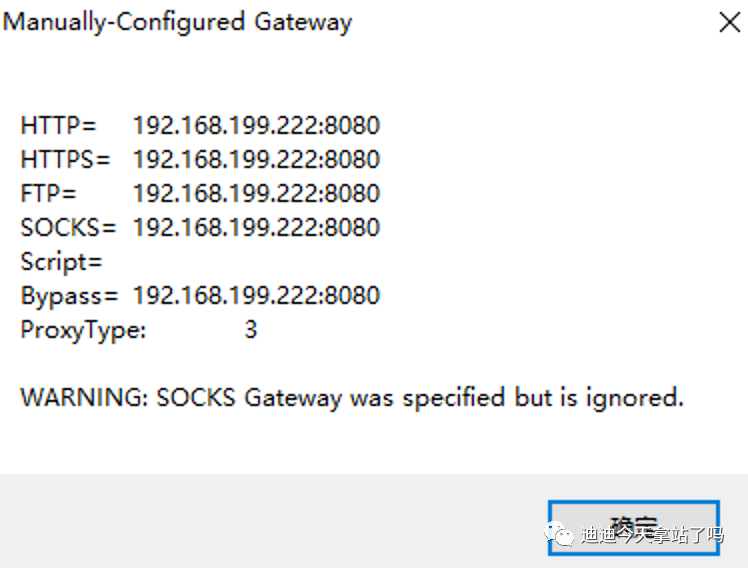 Manually-Configured Gateway
HTTP= 192.168.199.222:8080
HTTPS= 192.168.199.222:8080
FTP= 192.168.199.222:8080
SOCKS= 192.168.199.222:8080
Script=
Bypass= 192.168.199.222:8080
ProxyType: 3
WARNING: SOCKS Gateway was specified but is ignored.
确定
迪迪今天拿站了吗